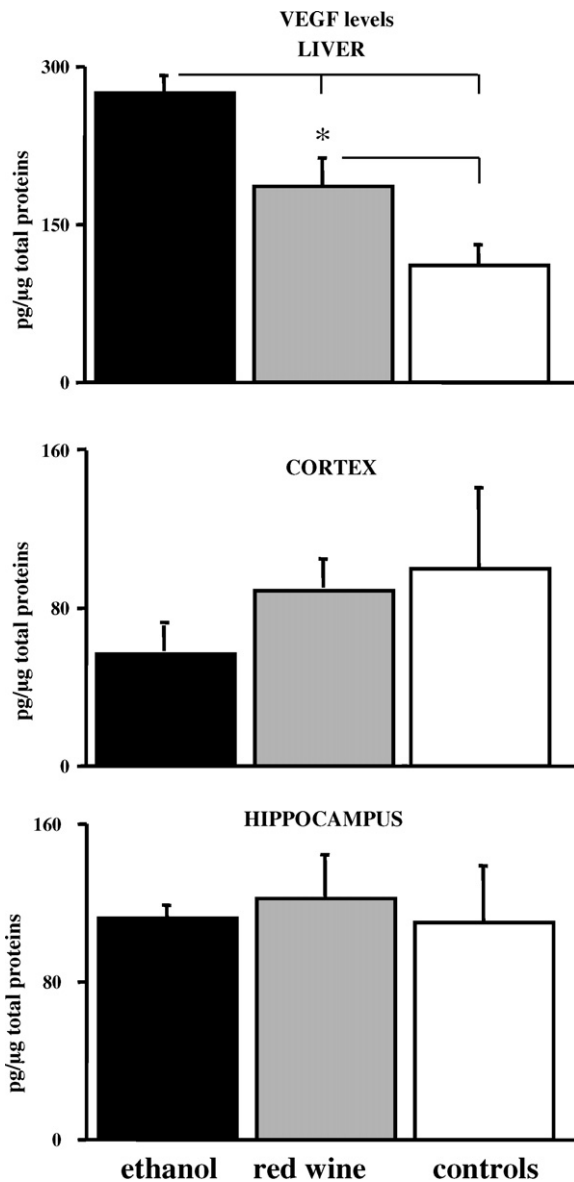 VEGF levels
LIVER
300
*
150
0
pg/µg total proteins
160
CORTEX
80
0
pg/µg total proteins
160
HIPPOCAMPUS
80
0
pg/µg total proteins
ethanol red wine controls